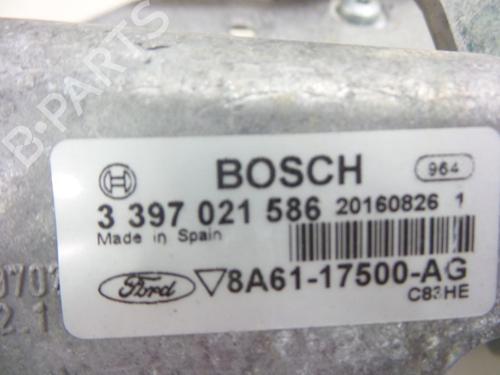 B-PARTS
BOSCH 964
3 397 021 586 20160826 1
Made in Spain
Ford 8A61-17500-AG
C83HE